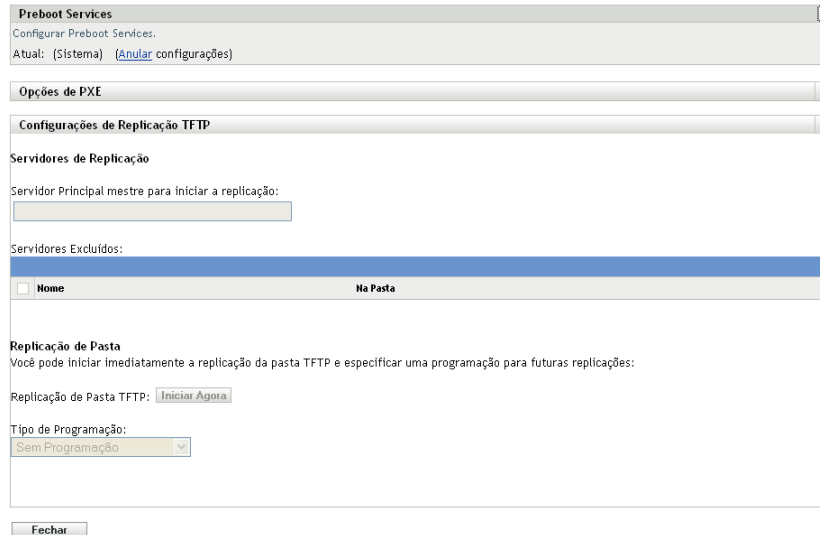 Preboot Services
Configurar Preboot Services.
Atual: (Sistema) (Anular configurações)
Opções de PXE
Configurações de Replicação TFTP
Servidores de Replicação
Servidor Principal mestre para iniciar a replicação:
Servidores Excluídos:
Nome Na Pasta
Replicação de Pasta
Você pode iniciar imediatamente a replicação da pasta TFTP e especificar uma programação para futuras replicações:
Replicação de Pasta TFTP: Iniciar Agora
Tipo de Programação:
Sem Programação
Fechar